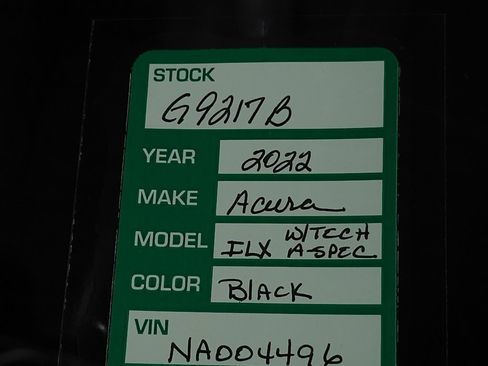 STOCK
G9217B
YEAR 2022
MAKE Acura
MODEL ILX W/TECH A-SPEC
COLOR BLACK
VIN
NA004496